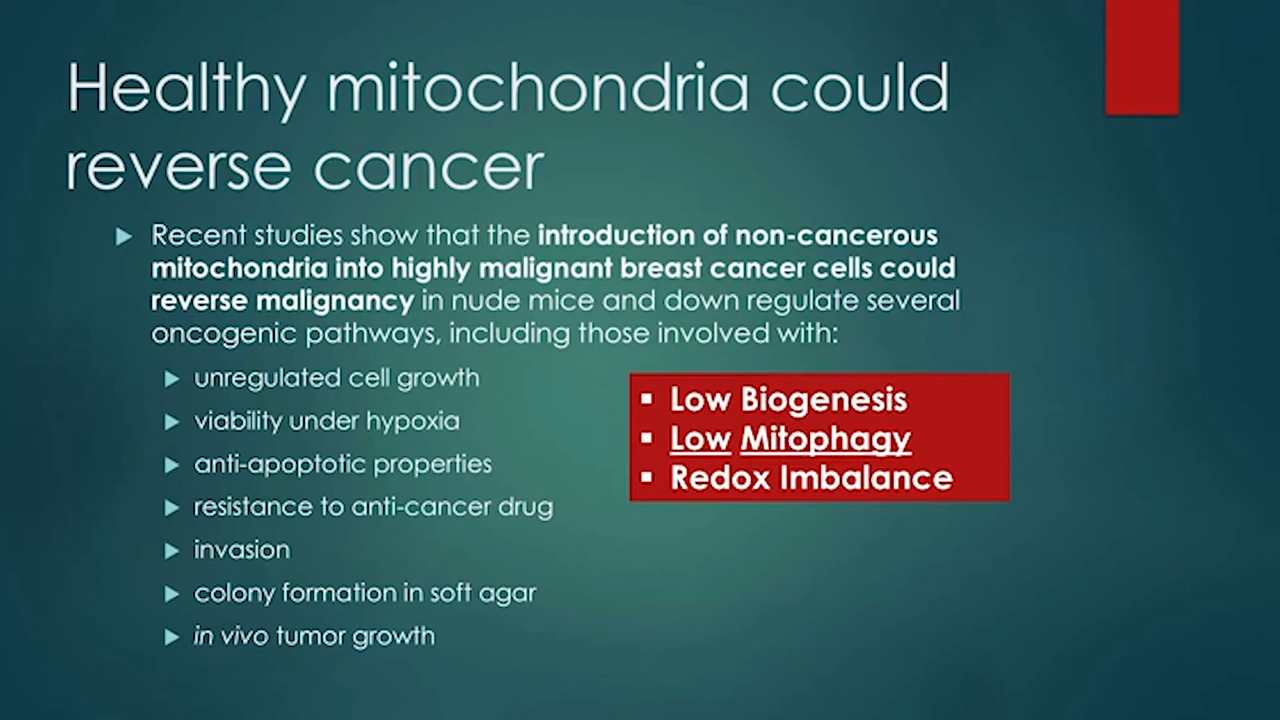 Healthy mitochondria could
reverse cancer
Recent studies show that the introduction of non-cancerous
mitochondria into highly malignant breast cancer cells could
reverse malignancy in nude mice and down regulate several
oncogenic pathways, including those involved with:
unregulated cell growth
viability under hypoxia
anti-apoptotic properties
resistance to anti-cancer drug
invasion
colony formation in soft agar
in vivo tumor growth
Low Biogenesis
Low Mitophagy
Redox Imbalance